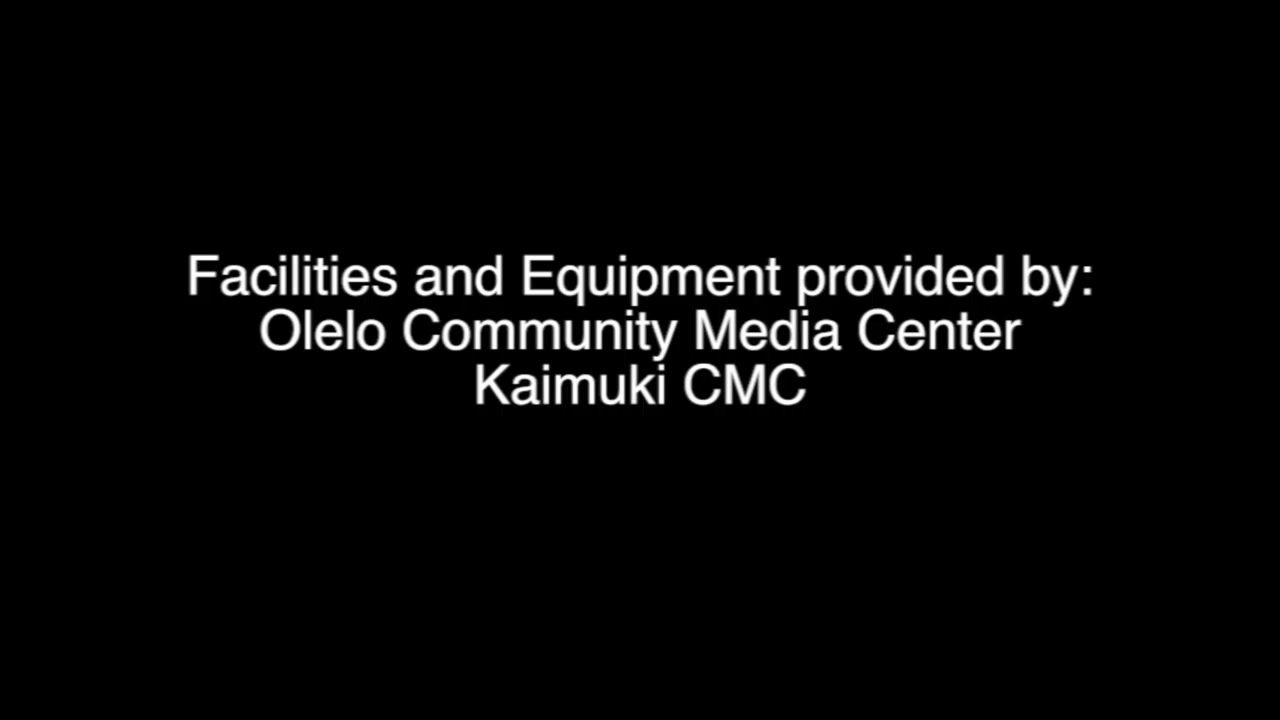 Facilities and Equipment provided by:
Olelo Community Media Center
Kaimuki CMC